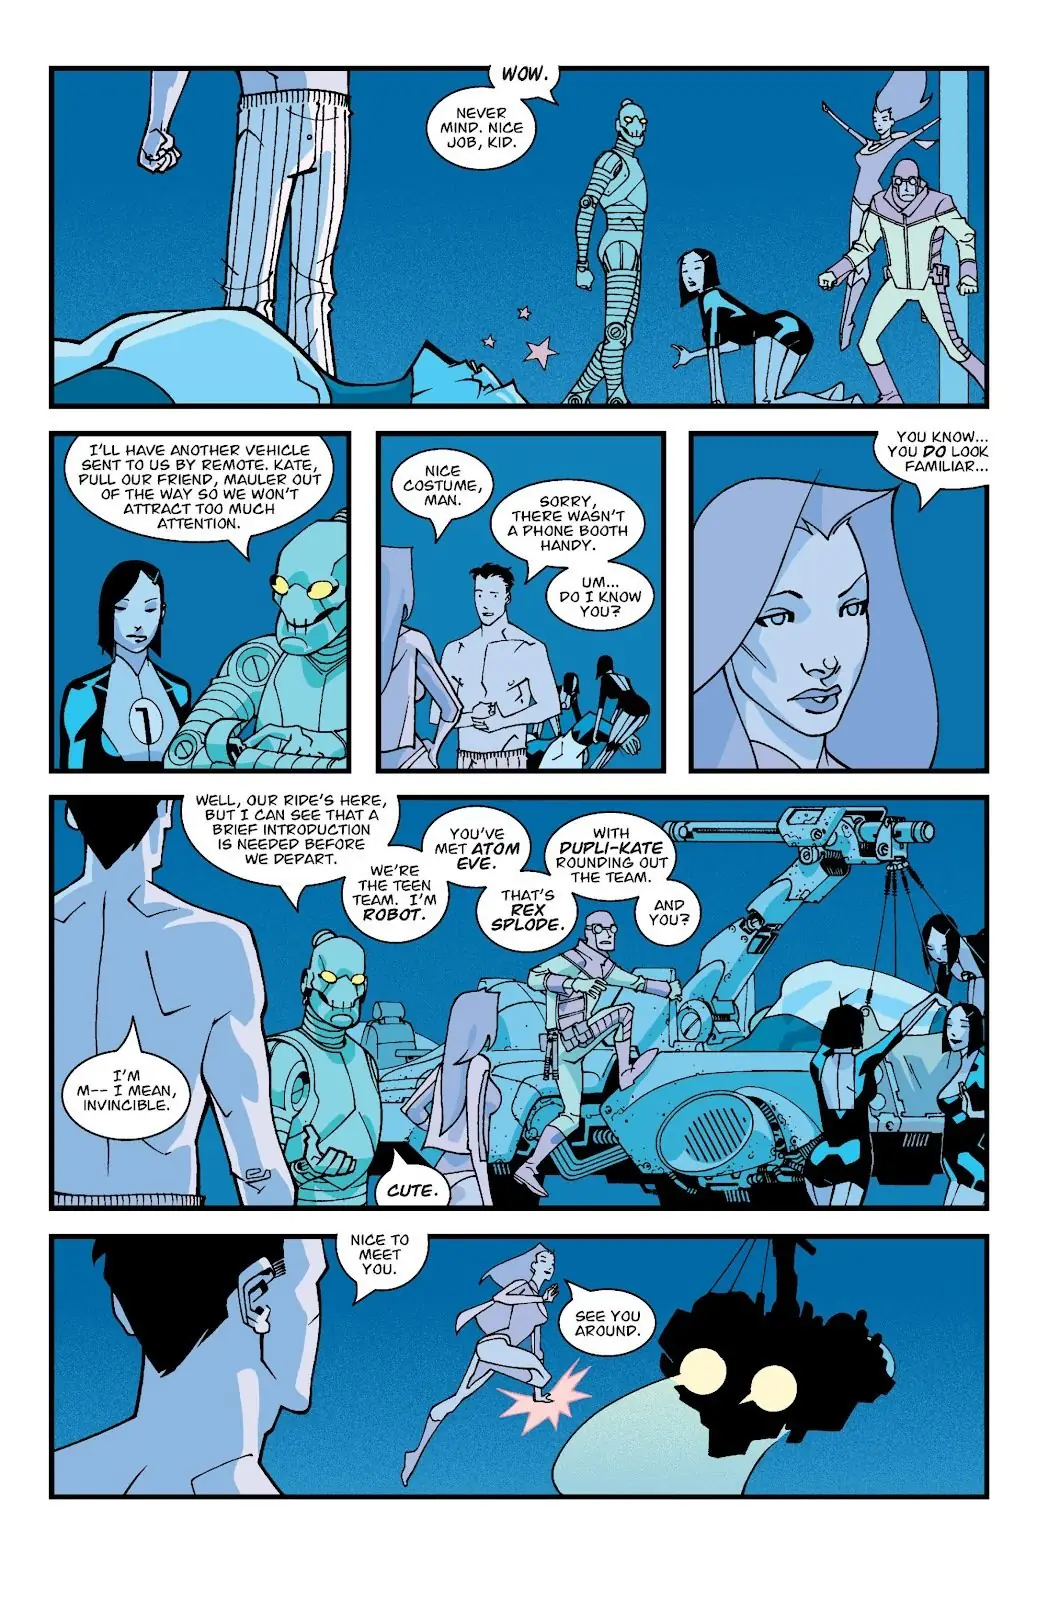 WOW.
NEVER
MIND. NICE
JOB, KID.
I'LL HAVE ANOTHER VEHICLE
SENT TO US BY REMOTE. KATE,
PULL OUR FRIEND, MAULER OUT
OF THE WAY SO WE WON'T
ATTRACT TOO MUCH
ATTENTION.
1
NICE
COSTUME,
MAN.
SORRY,
THERE WASN'T
A PHONE BOOTH
HANDY.
UM...
DO I KNOW
YOU?
YOU KNOW...
YOU DO LOOK
FAMILIAR...
WELL, OUR RIDE'S HERE,
BUT I CAN SEE THAT A
BRIEF INTRODUCTION
IS NEEDED BEFORE
WE DEPART.
WE'RE
THE TEEN
TEAM. I'M
ROBOT.
YOU'VE
MET ATOM
EVE.
THAT'S
REX
SPLODE.
WITH
DUPLI-KATE
ROUNDING OUT
THE TEAM.
AND
YOU?
I'M
M-- I MEAN,
INVINCIBLE.
CUTE.
NICE TO
MEET
YOU.
SEE YOU
AROUND.